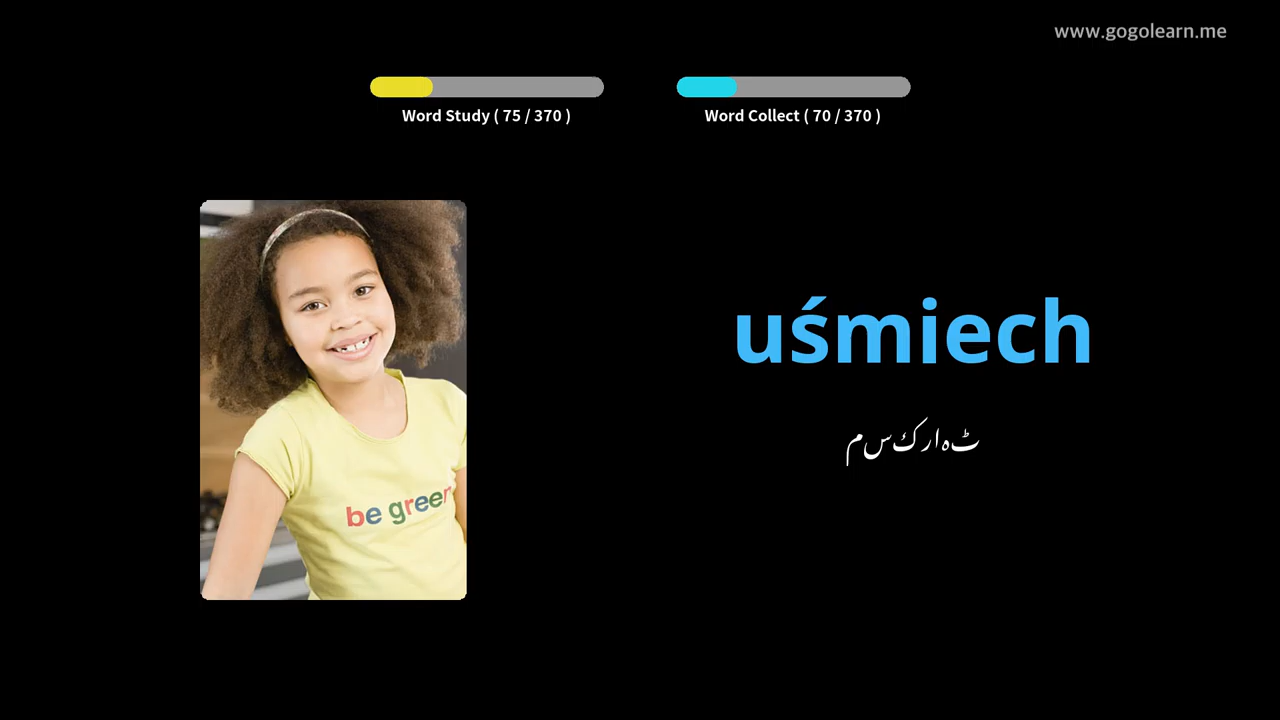 www.gogolearn.me
Word Study ( 75 / 370 )
Word Collect ( 70 / 370 )
be green
uśmiech
مسکراہٹ